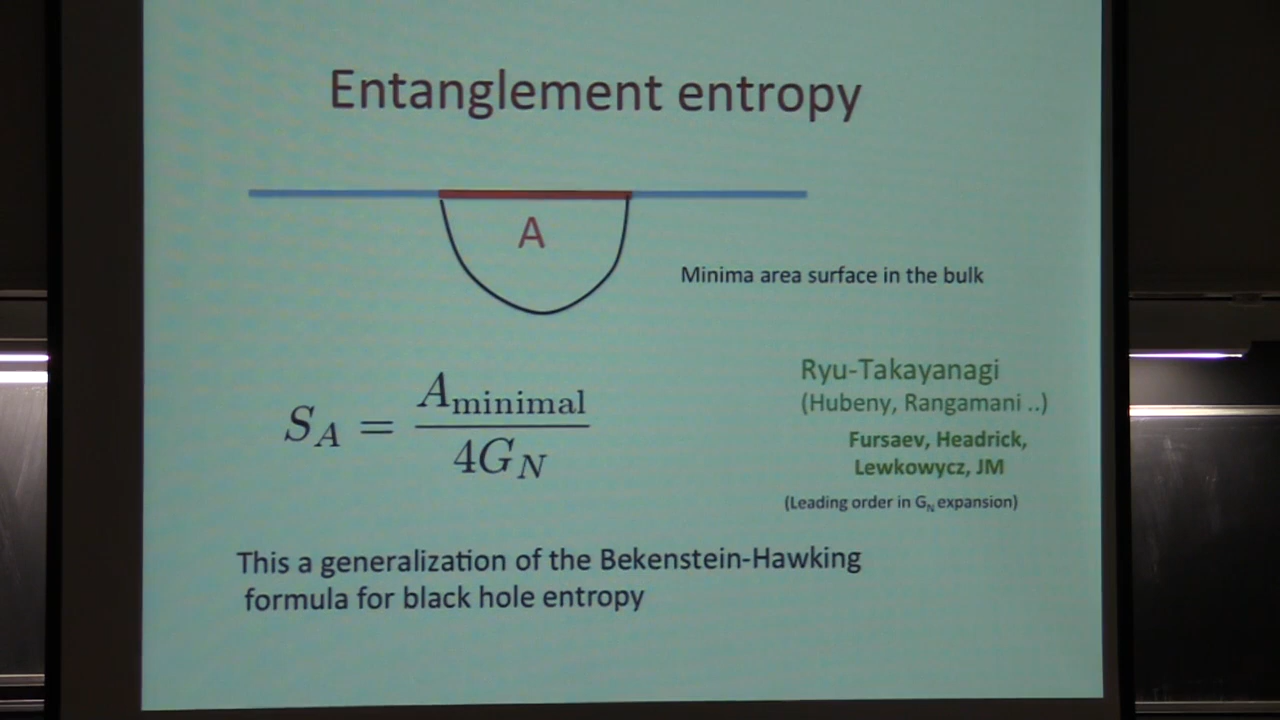 Entanglement entropy
A
Minima area surface in the bulk
S_A = A_minimal / 4G_N
Ryu-Takayanagi
(Hubeny, Rangamani ..)
Fursaev, Headrick,
Lewkowycz, JM
(Leading order in G_N expansion)
This a generalization of the Bekenstein-Hawking
formula for black hole entropy